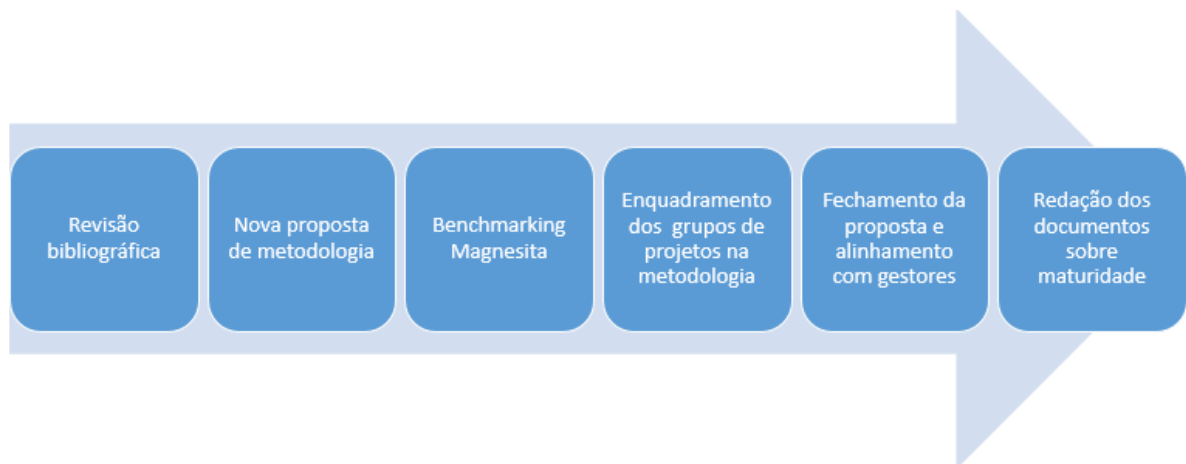 Revisão
bibliográfica
Nova proposta
de metodologia
Benchmarking
Magnesita
Enquadramento
dos grupos de
projetos na
metodologia
Fechamento da
proposta e
alinhamento
com gestores
Redação dos
documentos
sobre
maturidade